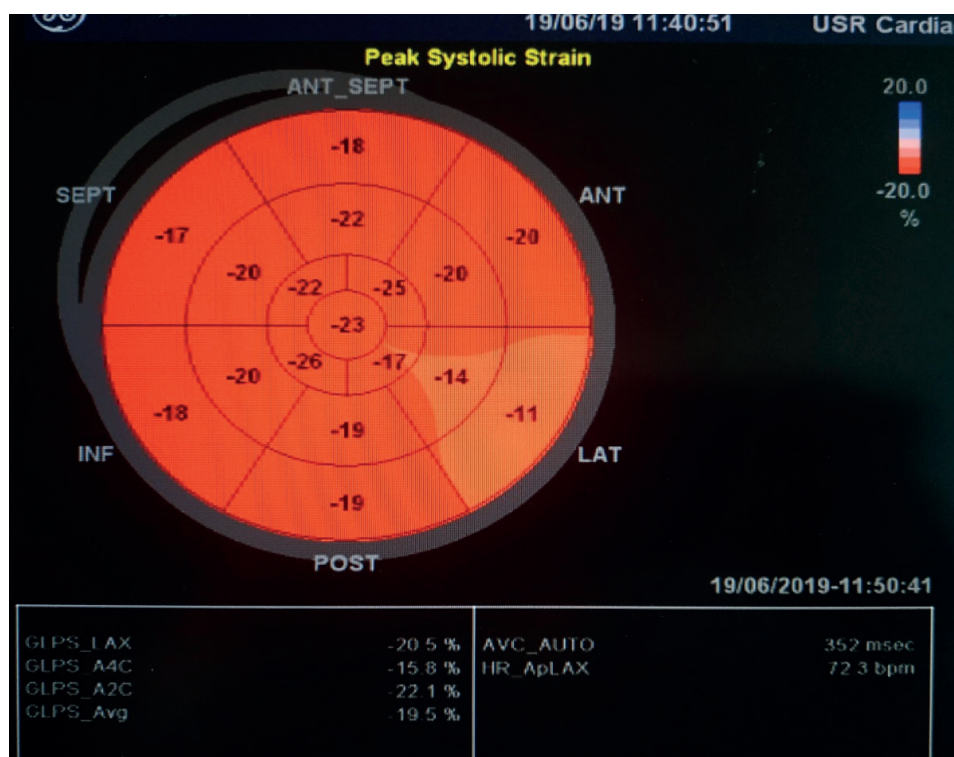 19/06/19 11:40:51 USR Cardia
Peak Systolic Strain
ANT_SEPT
20.0
-18
SEPT
ANT
-20.0
%
-22
-17
-20
-20
-20
-22
-25
-23
-26
-17
-20
-14
-18
-11
-19
INF
LAT
-19
POST
19/06/2019-11:50:41
GLPS_LAX -20.5 % AVC_AUTO 352 msec
GLPS_A4C -15.8 % HR_ApLAX 72.3 bpm
GLPS_A2C -22.1 %
GLPS_Avg -19.5 %